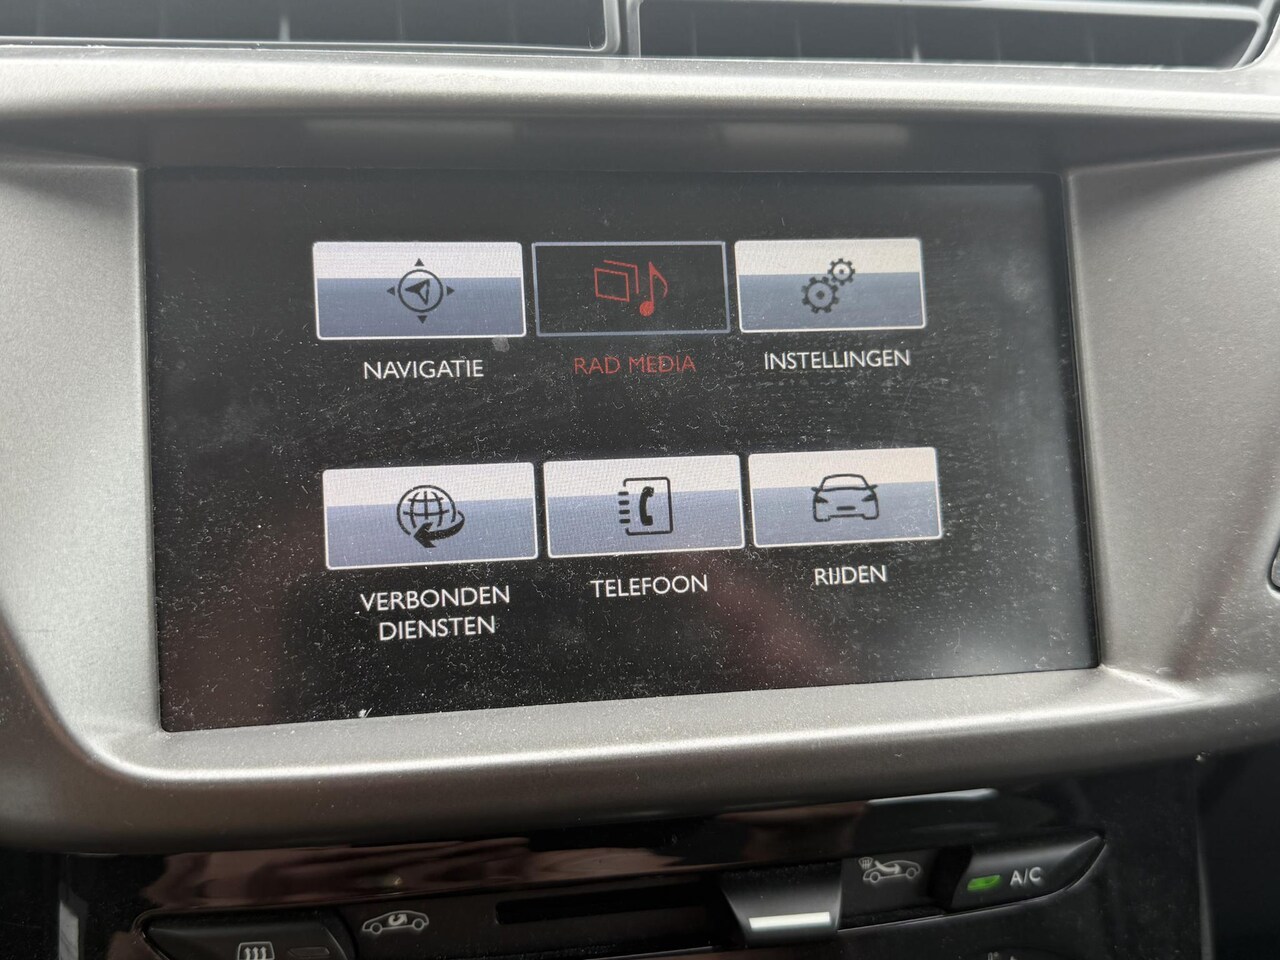 NAVIGATIE
RAD MEDIA
INSTELLINGEN
VERBONDEN
DIENSTEN
TELEFOON
RIJDEN
A/C